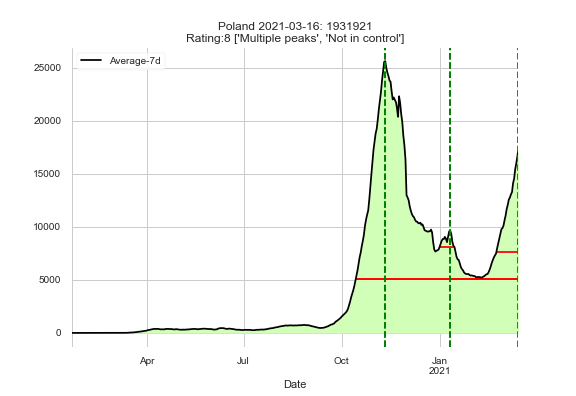 Poland 2021-03-16: 1931921
Rating:8 ['Multiple peaks', 'Not in control']
Average-7d
25000
20000
15000
10000
5000
0
Apr
Jul
Oct
Jan
2021
Date